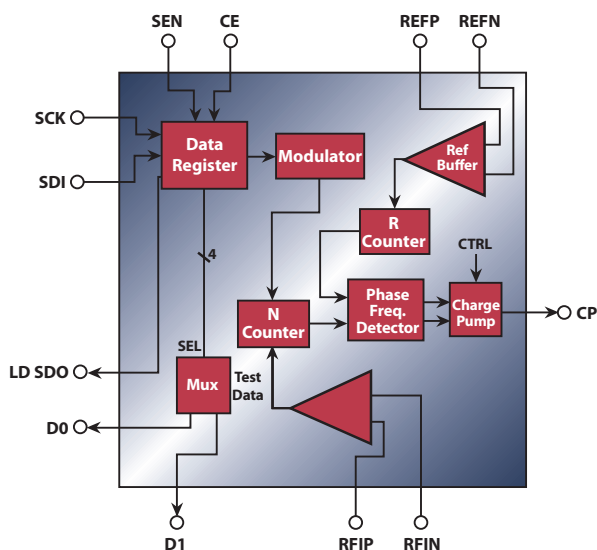 SEN
CE
REFP
REFN
SCK
SDI
Data
Register
Modulator
Ref
Buffer
R
Counter
CTRL
4
N
Counter
Phase
Freq.
Detector
Charge
Pump
CP
SEL
LD SDO
Mux
Test
Data
D0
D1
RFIP
RFIN